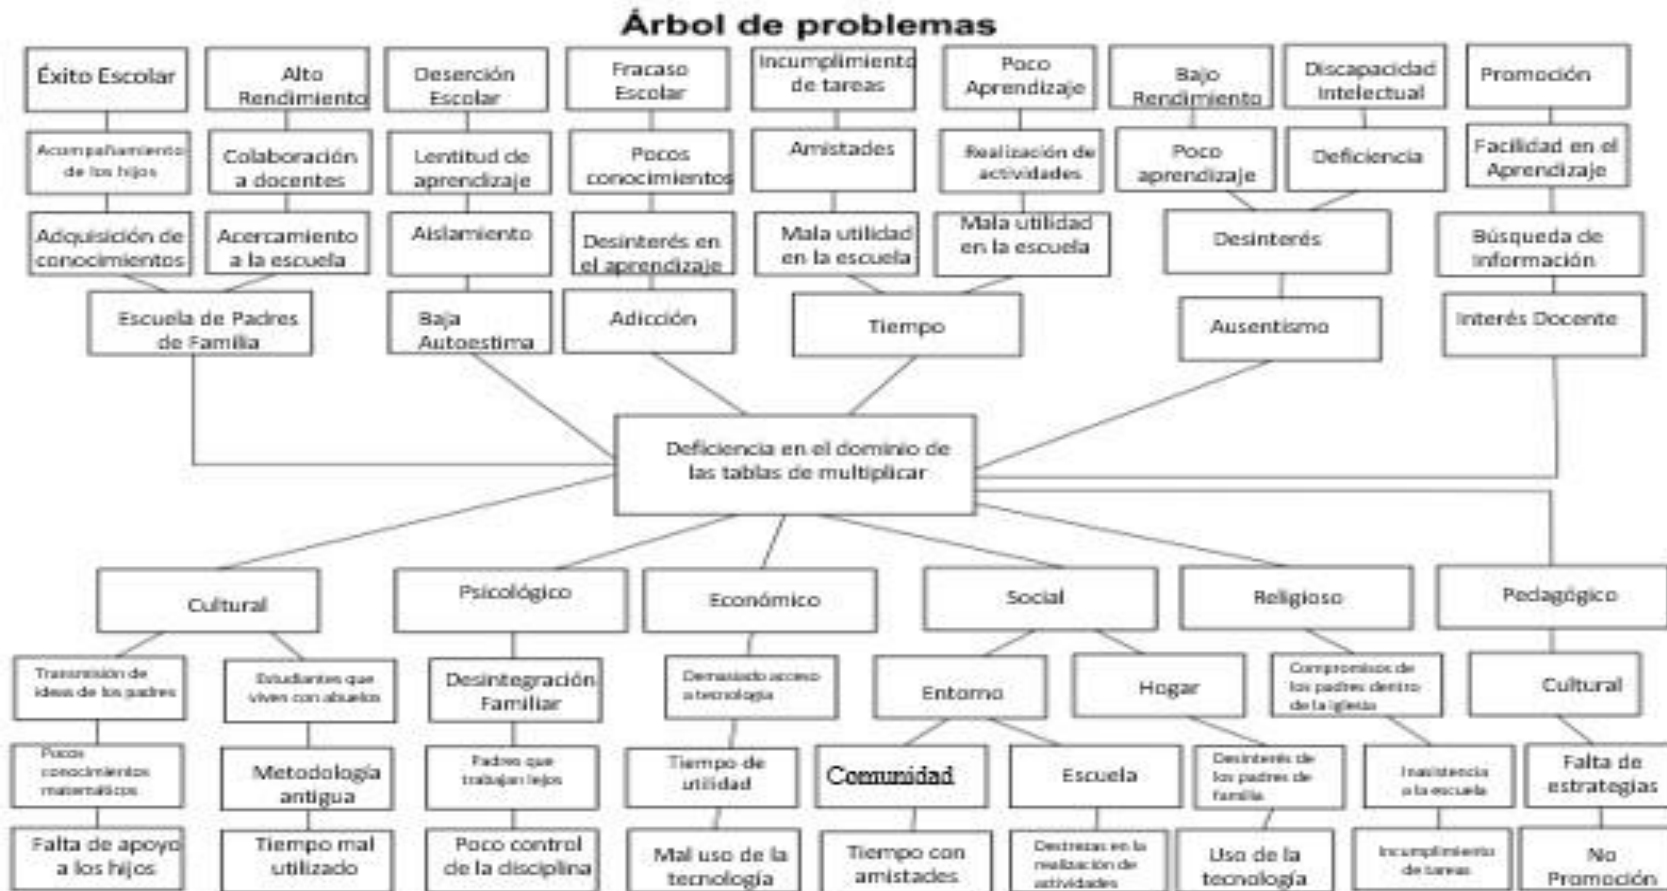 Árbol de problemas
Éxito Escolar
Alto
Rendimiento
Deserción
Escolar
Fracaso
Escolar
Incumplimiento
de tareas
Poco
Aprendizaje
Bajo
Rendimiento
Discapacidad
Intelectual
Promoción
Acompañamiento
de los hijos
Colaboración
a docentes
Lentitud de
aprendizaje
Pocos
conocimientos
Amistades
Realización de
actividades
Poco
aprendizaje
Deficiencia
Facilidad en el
Aprendizaje
Adquisición de
conocimientos
Acercamiento
a la escuela
Aislamiento
Desinterés en
el aprendizaje
Mala utilidad
en la escuela
Mala utilidad
en la escuela
Desinterés
Búsqueda de
Información
Escuela de Padres
de Familia
Baja
Autoestima
Adicción
Tiempo
Ausentismo
Interés Docente
Deficiencia en el dominio de
las tablas de multiplicar
Cultural
Psicológico
Económico
Social
Religioso
Pedagógico
Transmisión de
ideas de los padres
Estudiantes que
viven con abuelos
Desintegración
Familiar
Demasiado acceso
a tecnología
Entorno
Hogar
Compromisos de
los padres dentro
de la iglesia
Cultural
Pocos
conocimientos
matemáticos
Metodología
antigua
Padres que
trabajan lejos
Tiempo de
utilidad
Comunidad
Escuela
Desinterés de
los padres de
familia
Inasistencia
a la escuela
Falta de
estrategias
Falta de apoyo
a los hijos
Tiempo mal
utilizado
Poco control
de la disciplina
Mal uso de la
tecnología
Tiempo con
amistades
Destrezas en la
realización de
actividades
Uso de la
tecnología
Incumplimiento
de tareas
No
Promoción